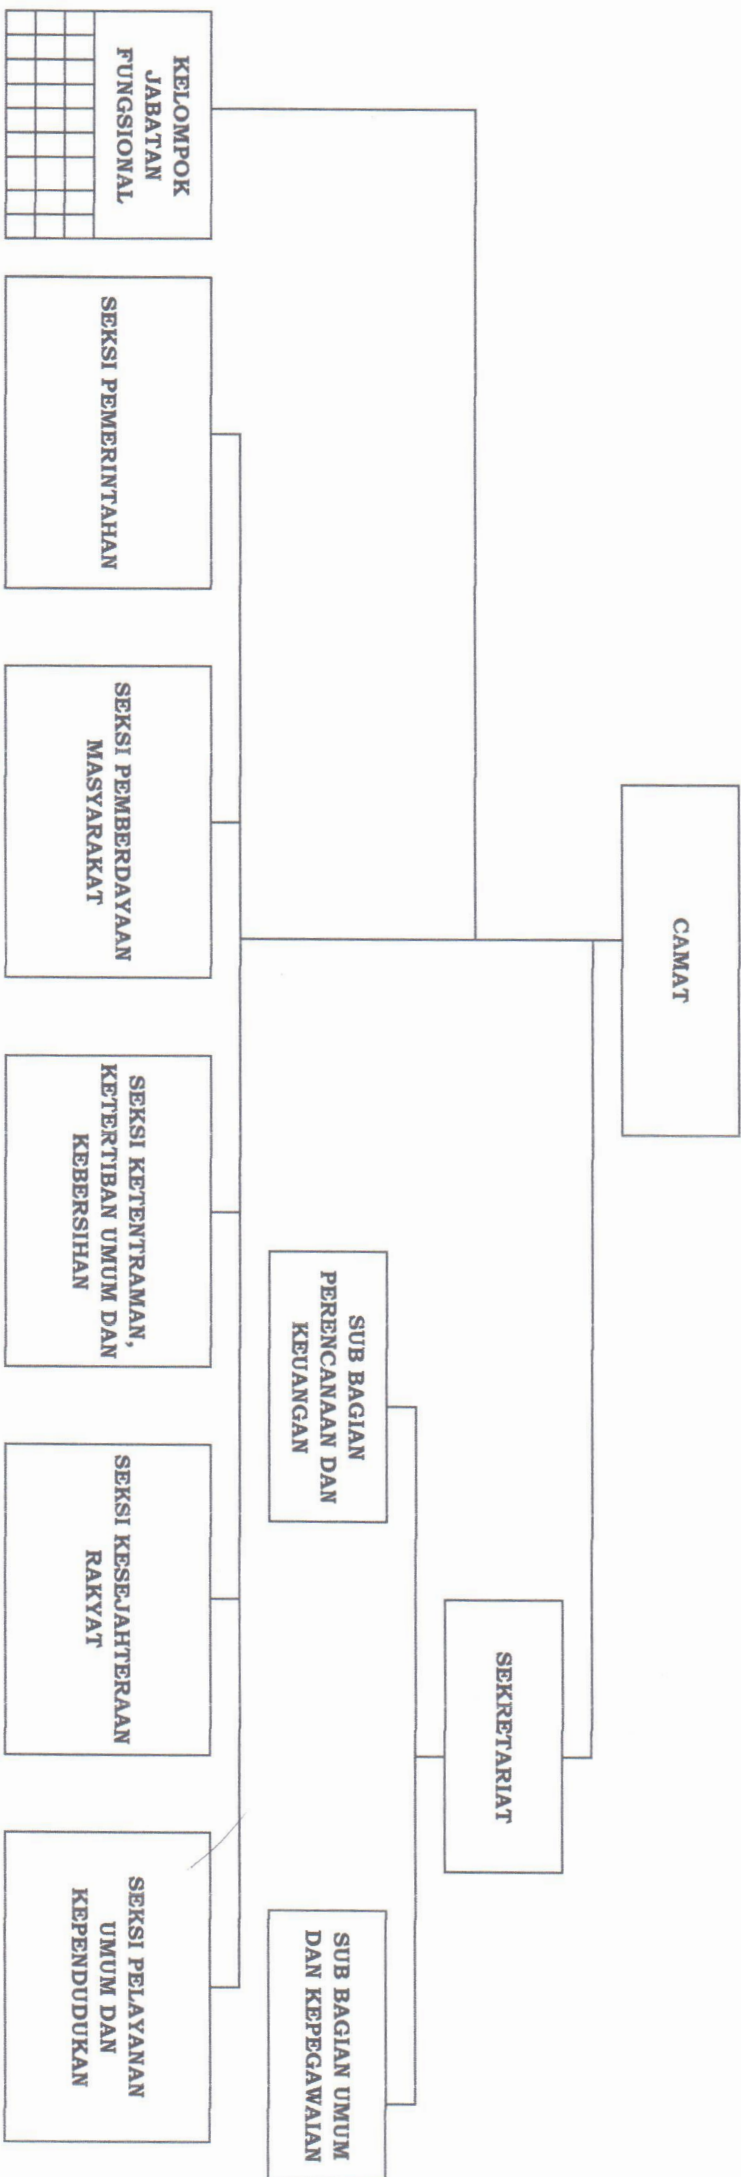 CAMAT
SEKRETARIAT
SUB BAGIAN
PERENCANAAN DAN
KEUANGAN
SUB BAGIAN UMUM
DAN KEPEGAWAIAN
KELOMPOK
JABATAN
FUNGSIONAL
SEKSI PEMERINTAHAN
SEKSI PEMBERDAYAAN
MASYARAKAT
SEKSI KETENTRAMAN,
KETERTIBAN UMUM DAN
KEBERSIHAN
SEKSI KESEJAHTERAAN
RAKYAT
SEKSI PELAYANAN
UMUM DAN
KEPENDUDUKAN